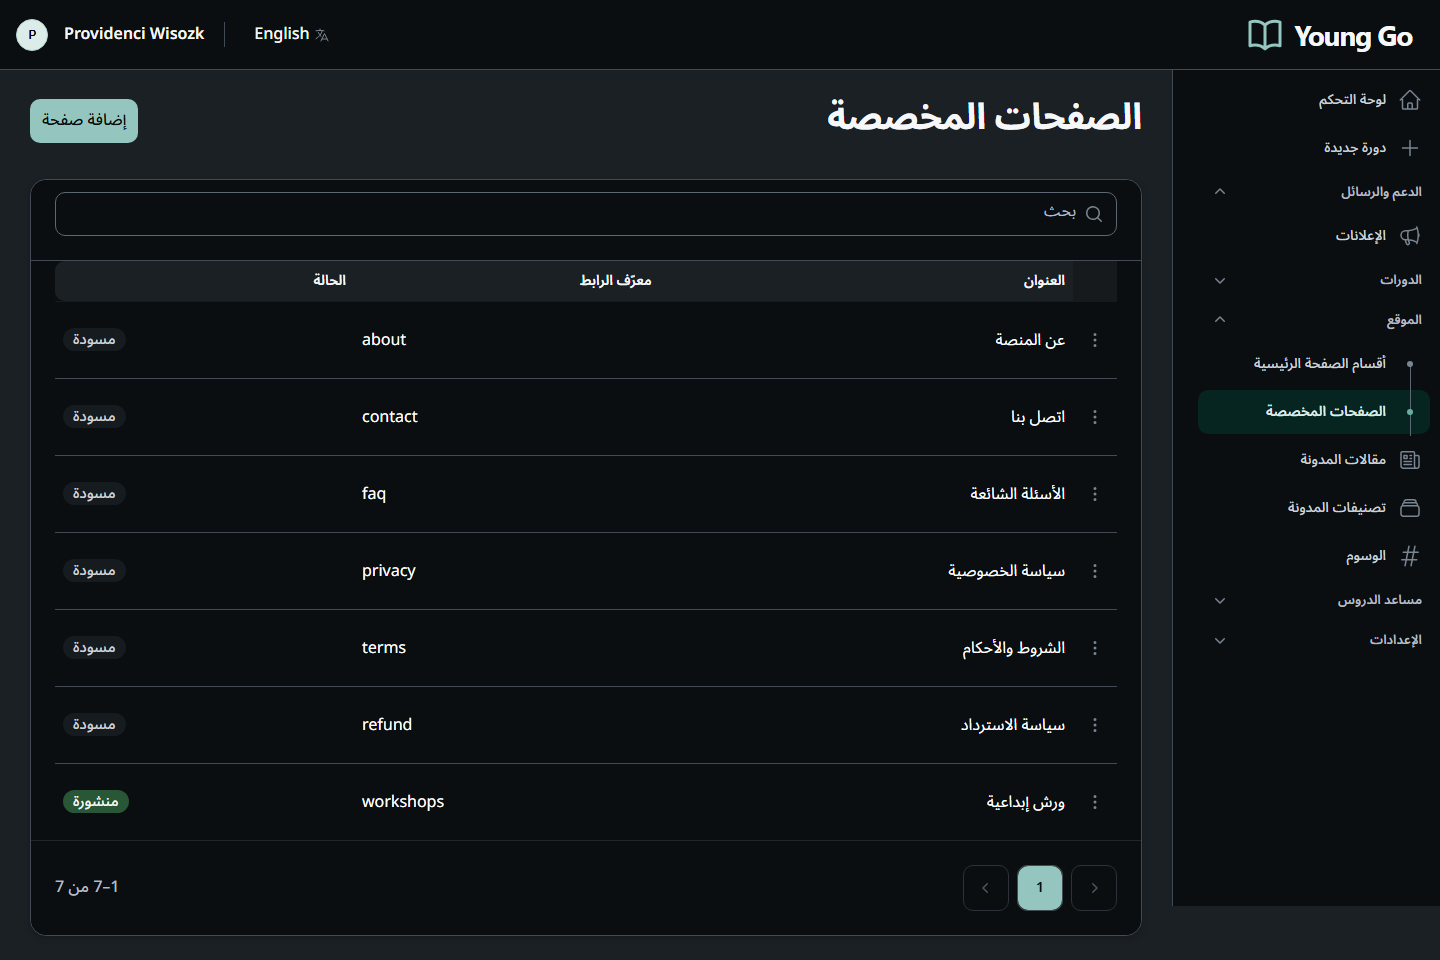 Young Go
English
Providenci Wisozk
P
لوحة التحكم
دورة جديدة
الدعم والرسائل
الإعلانات
الدورات
الموقع
أقسام الصفحة الرئيسية
الصفحات المخصصة
مقالات المدونة
تصنيفات المدونة
الوسوم
مساعد الدروس
الإعدادات
الصفحات المخصصة
إضافة صفحة
بحث
العنوان معرّف الرابط الحالة
عن المنصة about مسودة
اتصل بنا contact مسودة
الأسئلة الشائعة faq مسودة
سياسة الخصوصية privacy مسودة
الشروط والأحكام terms مسودة
سياسة الاسترداد refund مسودة
ورش إبداعية workshops منشورة
1
1–7 من 7